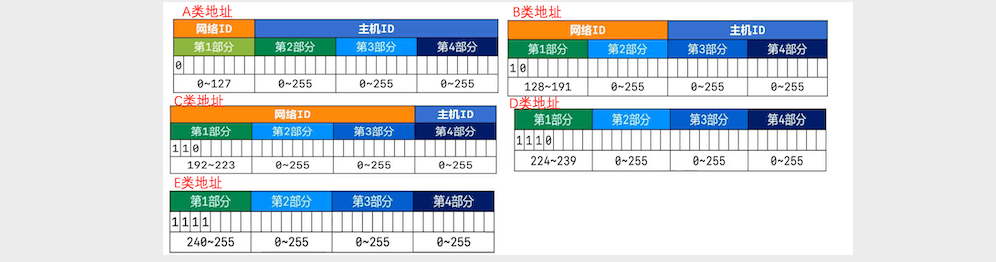 A类地址
网络ID 主机ID
第1部分 第2部分 第3部分 第4部分
0
0~127 0~255 0~255 0~255
B类地址
网络ID 主机ID
第1部分 第2部分 第3部分 第4部分
1 0
128~191 0~255 0~255 0~255
C类地址
网络ID 主机ID
第1部分 第2部分 第3部分 第4部分
1 1 0
192~223 0~255 0~255 0~255
D类地址
第1部分 第2部分 第3部分 第4部分
1 1 1 0
224~239 0~255 0~255 0~255
E类地址
第1部分 第2部分 第3部分 第4部分
1 1 1 1
240~255 0~255 0~255 0~255